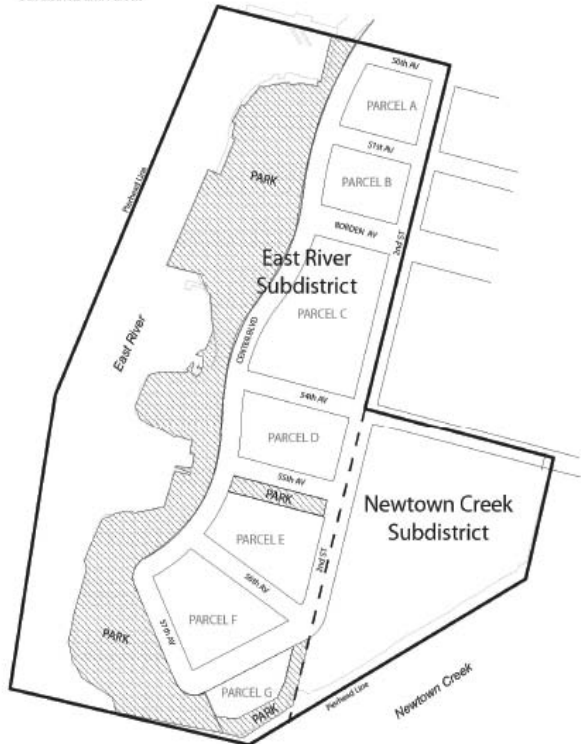 50th AV
PARCEL A
51st AV
PARK
PARCEL B
Pierhead Line
BORDEN AV
2nd ST
East River
Subdistrict
PARCEL C
East River
CENTER BLVD
54th AV
PARCEL D
55th AV
PARK
Newtown Creek
Subdistrict
PARCEL E
2nd ST
56th AV
PARCEL F
57th AV
PARK
PARCEL G
PARK
Pierhead Line
Newtown Creek